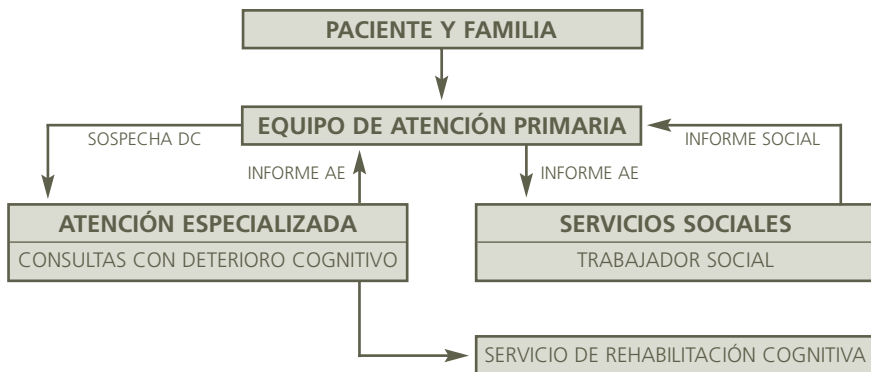 PACIENTE Y FAMILIA
EQUIPO DE ATENCIÓN PRIMARIA
SOSPECHA DC
INFORME SOCIAL
INFORME AE
INFORME AE
ATENCIÓN ESPECIALIZADA
CONSULTAS CON DETERIORO COGNITIVO
SERVICIOS SOCIALES
TRABAJADOR SOCIAL
SERVICIO DE REHABILITACIÓN COGNITIVA